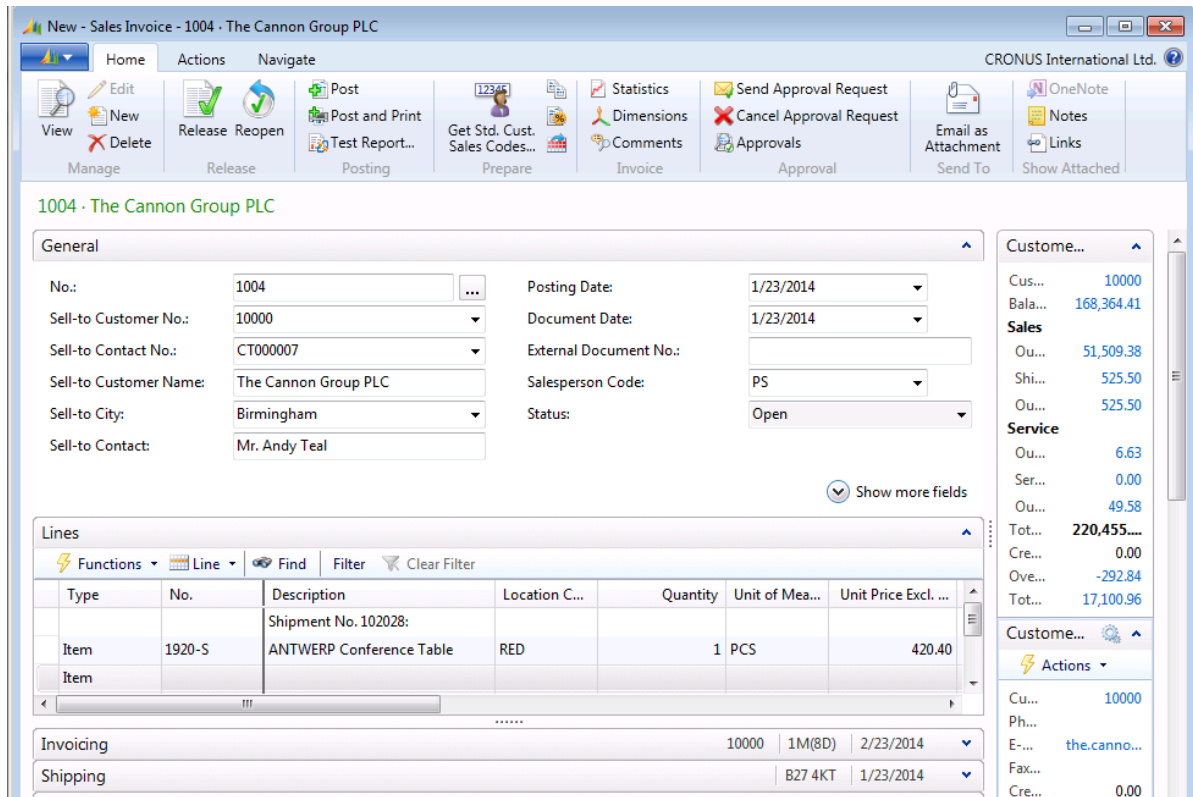 New - Sales Invoice - 1004 · The Cannon Group PLC
Home Actions Navigate CRONUS International Ltd.
View
Edit
New
Delete
Manage
Release Reopen
Release
Post
Post and Print
Test Report...
Posting
Get Std. Cust.
Sales Codes...
Prepare
Statistics
Dimensions
Comments
Invoice
Send Approval Request
Cancel Approval Request
Approvals
Approval
Email as
Attachment
Send To
OneNote
Notes
Links
Show Attached
1004 · The Cannon Group PLC
General
No.: 1004 ...
Sell-to Customer No.: 10000
Sell-to Contact No.: CT000007
Sell-to Customer Name: The Cannon Group PLC
Sell-to City: Birmingham
Sell-to Contact: Mr. Andy Teal
Posting Date: 1/23/2014
Document Date: 1/23/2014
External Document No.:
Salesperson Code: PS
Status: Open
Show more fields
Lines
Functions Line Find Filter Clear Filter
Type No. Description Location C... Quantity Unit of Mea... Unit Price Excl. ...
Shipment No. 102028:
Item 1920-S ANTWERP Conference Table RED 1 PCS 420.40
Item
Invoicing 10000 1M(8D) 2/23/2014
Shipping B27 4KT 1/23/2014
Custome...
Cus... 10000
Bala... 168,364.41
Sales
Ou... 51,509.38
Shi... 525.50
Ou... 525.50
Service
Ou... 6.63
Ser... 0.00
Ou... 49.58
Tot... 220,455....
Cre... 0.00
Ove... -292.84
Tot... 17,100.96
Custome...
Actions
Cu... 10000
Ph...
E-... the.canno...
Fax...
Cre... 0.00